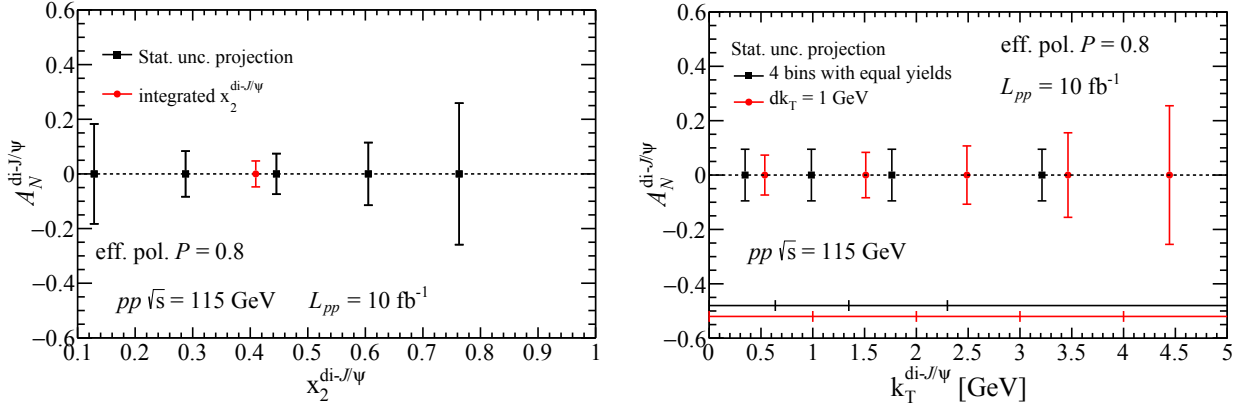 0.6
0.4
0.2
0
−0.2
−0.4
−0.6
A_N^{di-J/ψ}
Stat. unc. projection
integrated x_2^{di-J/ψ}
eff. pol. P = 0.8
pp √s = 115 GeV L_{pp} = 10 fb^{-1}
0.1 0.2 0.3 0.4 0.5 0.6 0.7 0.8 0.9 1
x_2^{di-J/ψ}
0.6
0.4
0.2
0
−0.2
−0.4
−0.6
A_N^{di-J/ψ}
Stat. unc. projection
4 bins with equal yields
dk_T = 1 GeV
eff. pol. P = 0.8
L_{pp} = 10 fb^{-1}
pp √s = 115 GeV
0 0.5 1 1.5 2 2.5 3 3.5 4 4.5 5
k_T^{di-J/ψ} [GeV]